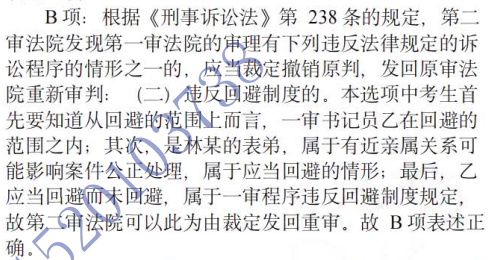 B 项：根据《刑事诉讼法》第 238 条的规定，第二
审法院发现第一审法院的审理有下列违反法律规定的诉
讼程序的情形之一的，应当裁定撤销原判，发回原审法
院重新审判：（二）违反回避制度的。本选项中考生首
先要知道从回避的范围上而言，一审书记员乙在回避的
范围之内；其次，是林某的表弟，属于有近亲属关系可
能影响案件公正处理，属于应当回避的情形；最后，乙
应当回避而未回避，属于一审程序违反回避制度规定，
故第二审法院可以此为由裁定发回重审。故 B 项表述正
确。